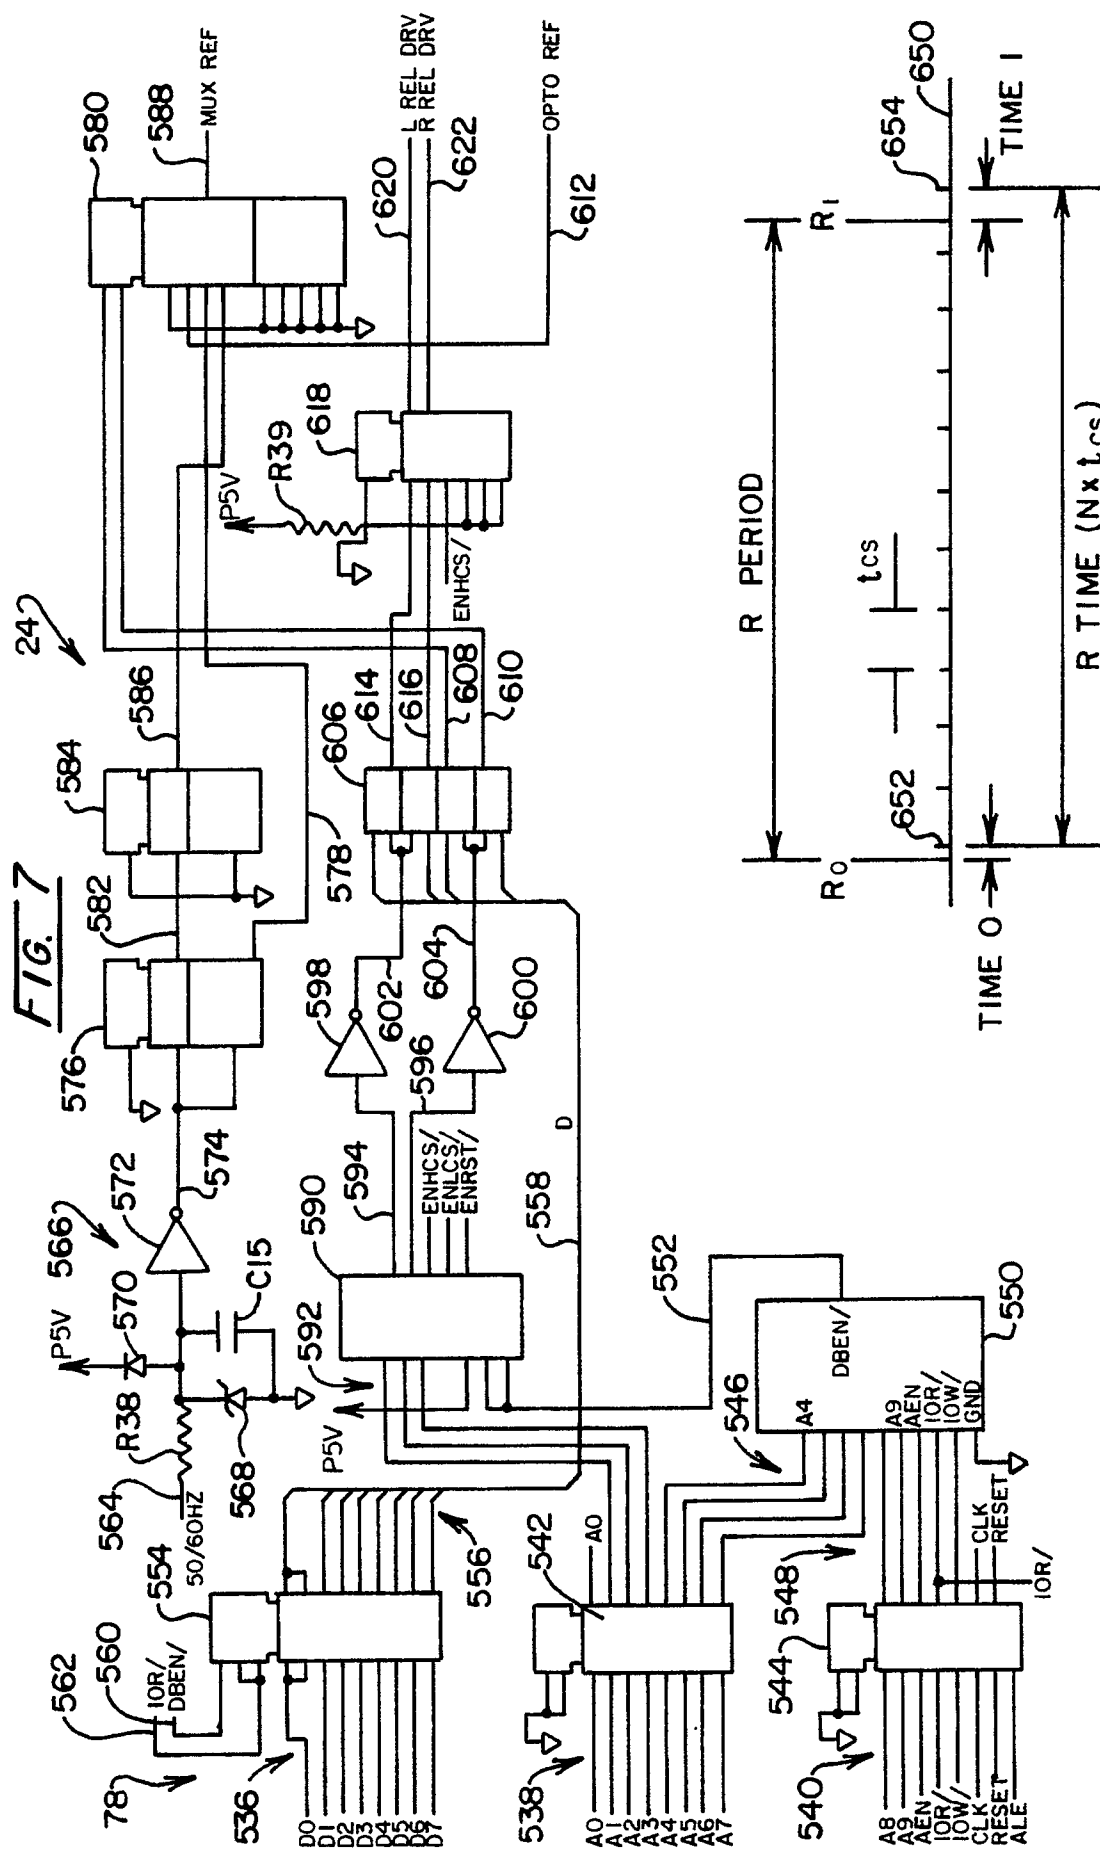 FIG. 7
24
78
562
560
IOR/
DBEN/
554
536
D0
D1
D2
D3
D4
D5
D6
D7
556
564
50/60HZ
R38
568
P5V
570
566
C15
572
574
576
582
584
586
578
580
588
MUX REF
P5V
592
590
594
596
ENHCS/
ENLCS/
ENRST/
598
600
602
604
606
614
616
608
610
D
558
P5V
R39
618
ENHCS/
620
L REL DRV
R REL DRV
622
OPTO REF
612
538
A0
A1
A2
A3
A4
A5
A6
A7
542
A0
546
552
550
DBEN/
A4
A9
AEN
IOR/
IOW/
GND
540
544
548
A8
A9
AEN
IOR/
IOW/
CLK
RESET
ALE
CLK
RESET
IOR/
R PERIOD
R0
R1
tcs
652
654
650
TIME 0
TIME 1
R TIME (N x tcs